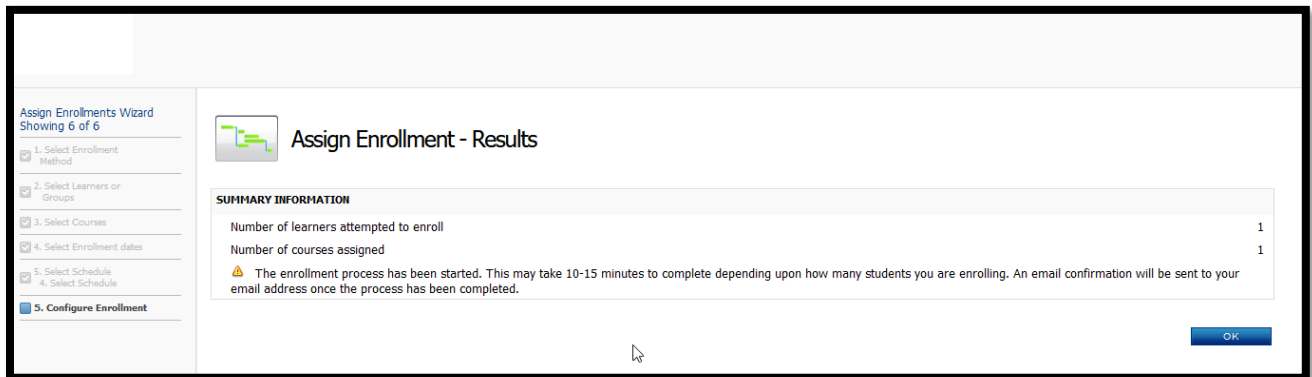 Assign Enrollments Wizard
Showing 6 of 6
1. Select Enrollment
Method
2. Select Learners or
Groups
3. Select Courses
4. Select Enrollment dates
5. Select Schedule
4. Select Schedule
5. Configure Enrollment
Assign Enrollment - Results
SUMMARY INFORMATION
Number of learners attempted to enroll 1
Number of courses assigned 1
The enrollment process has been started. This may take 10-15 minutes to complete depending upon how many students you are enrolling. An email confirmation will be sent to your
email address once the process has been completed.
OK